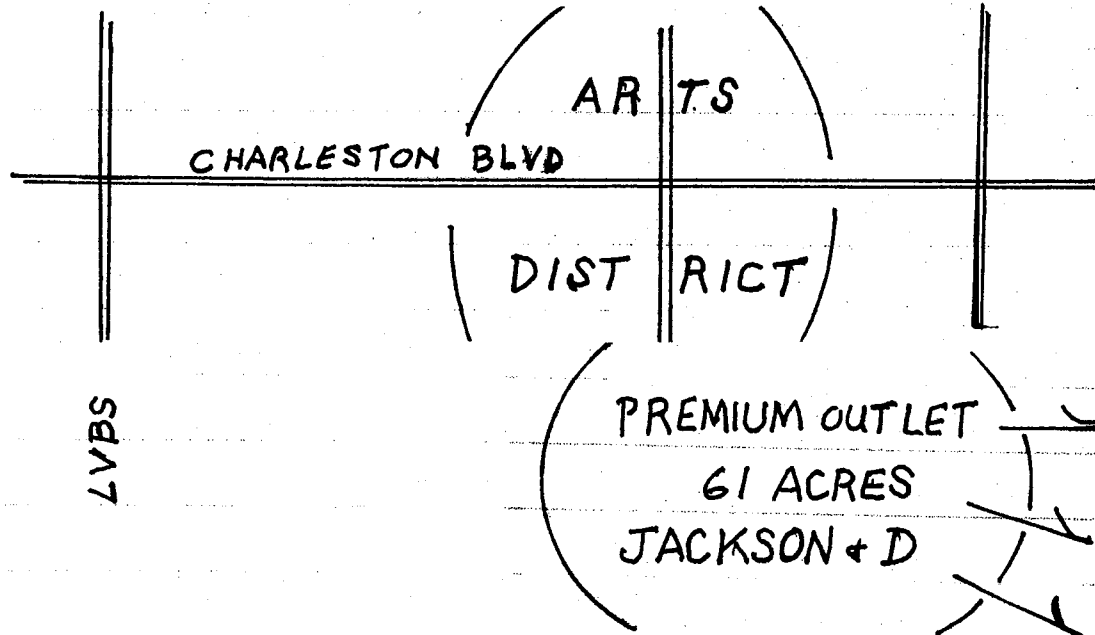 ARTS
CHARLESTON BLVD
DISTRICT
LVBS
PREMIUM OUTLET
61 ACRES
JACKSON & D